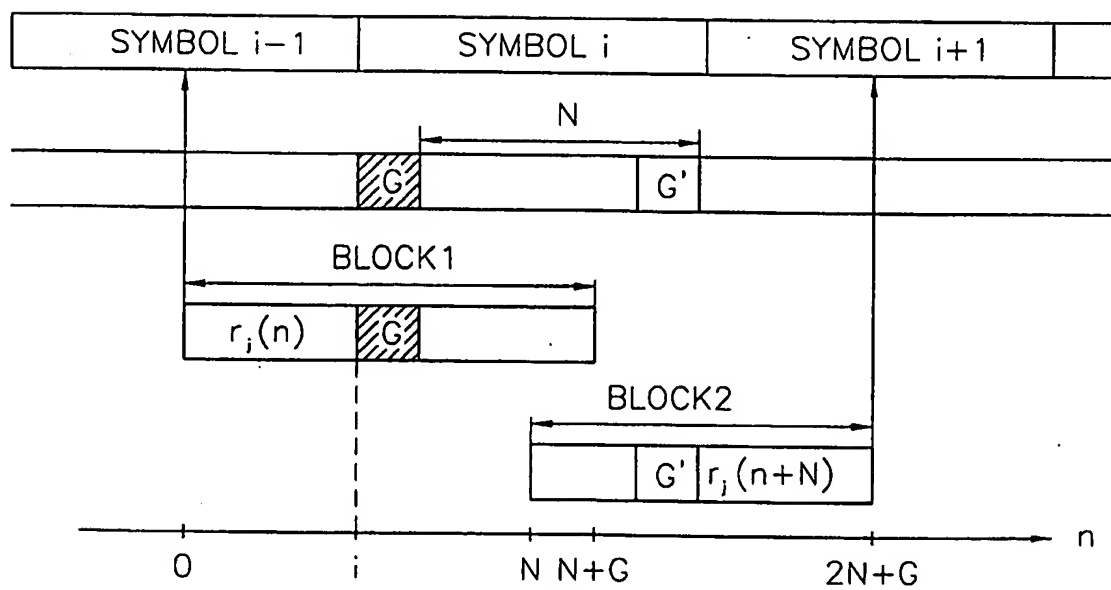 SYMBOL i-1 SYMBOL i SYMBOL i+1
N
G G'
BLOCK1
r_i(n) G
BLOCK2
G' r_i(n+N)
n
0 i N N+G 2N+G